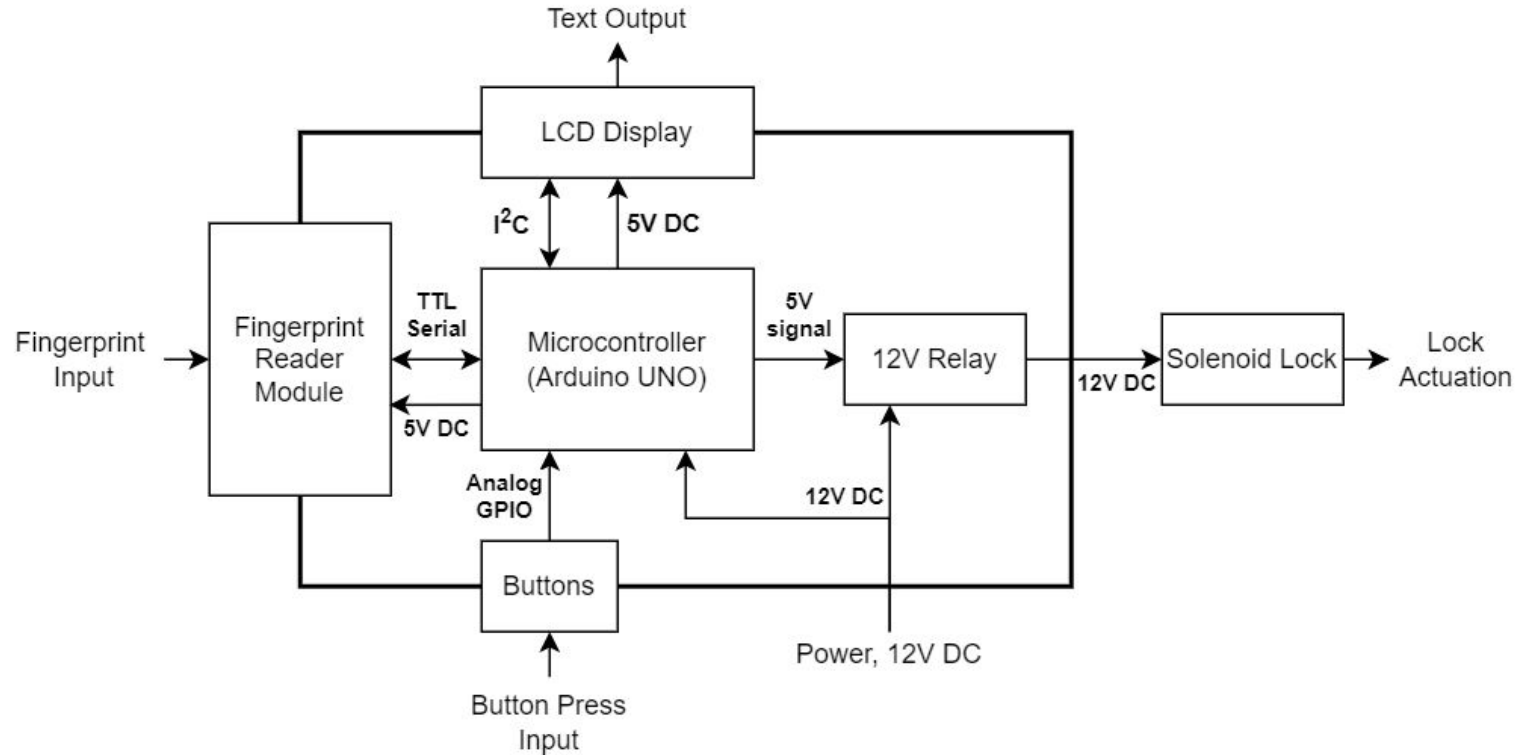 Text Output
LCD Display
I²C
5V DC
Fingerprint
Input
Fingerprint
Reader
Module
TTL
Serial
5V DC
Microcontroller
(Arduino UNO)
5V
signal
12V Relay
12V DC
Solenoid Lock
Lock
Actuation
Analog
GPIO
12V DC
Buttons
Power, 12V DC
Button Press
Input